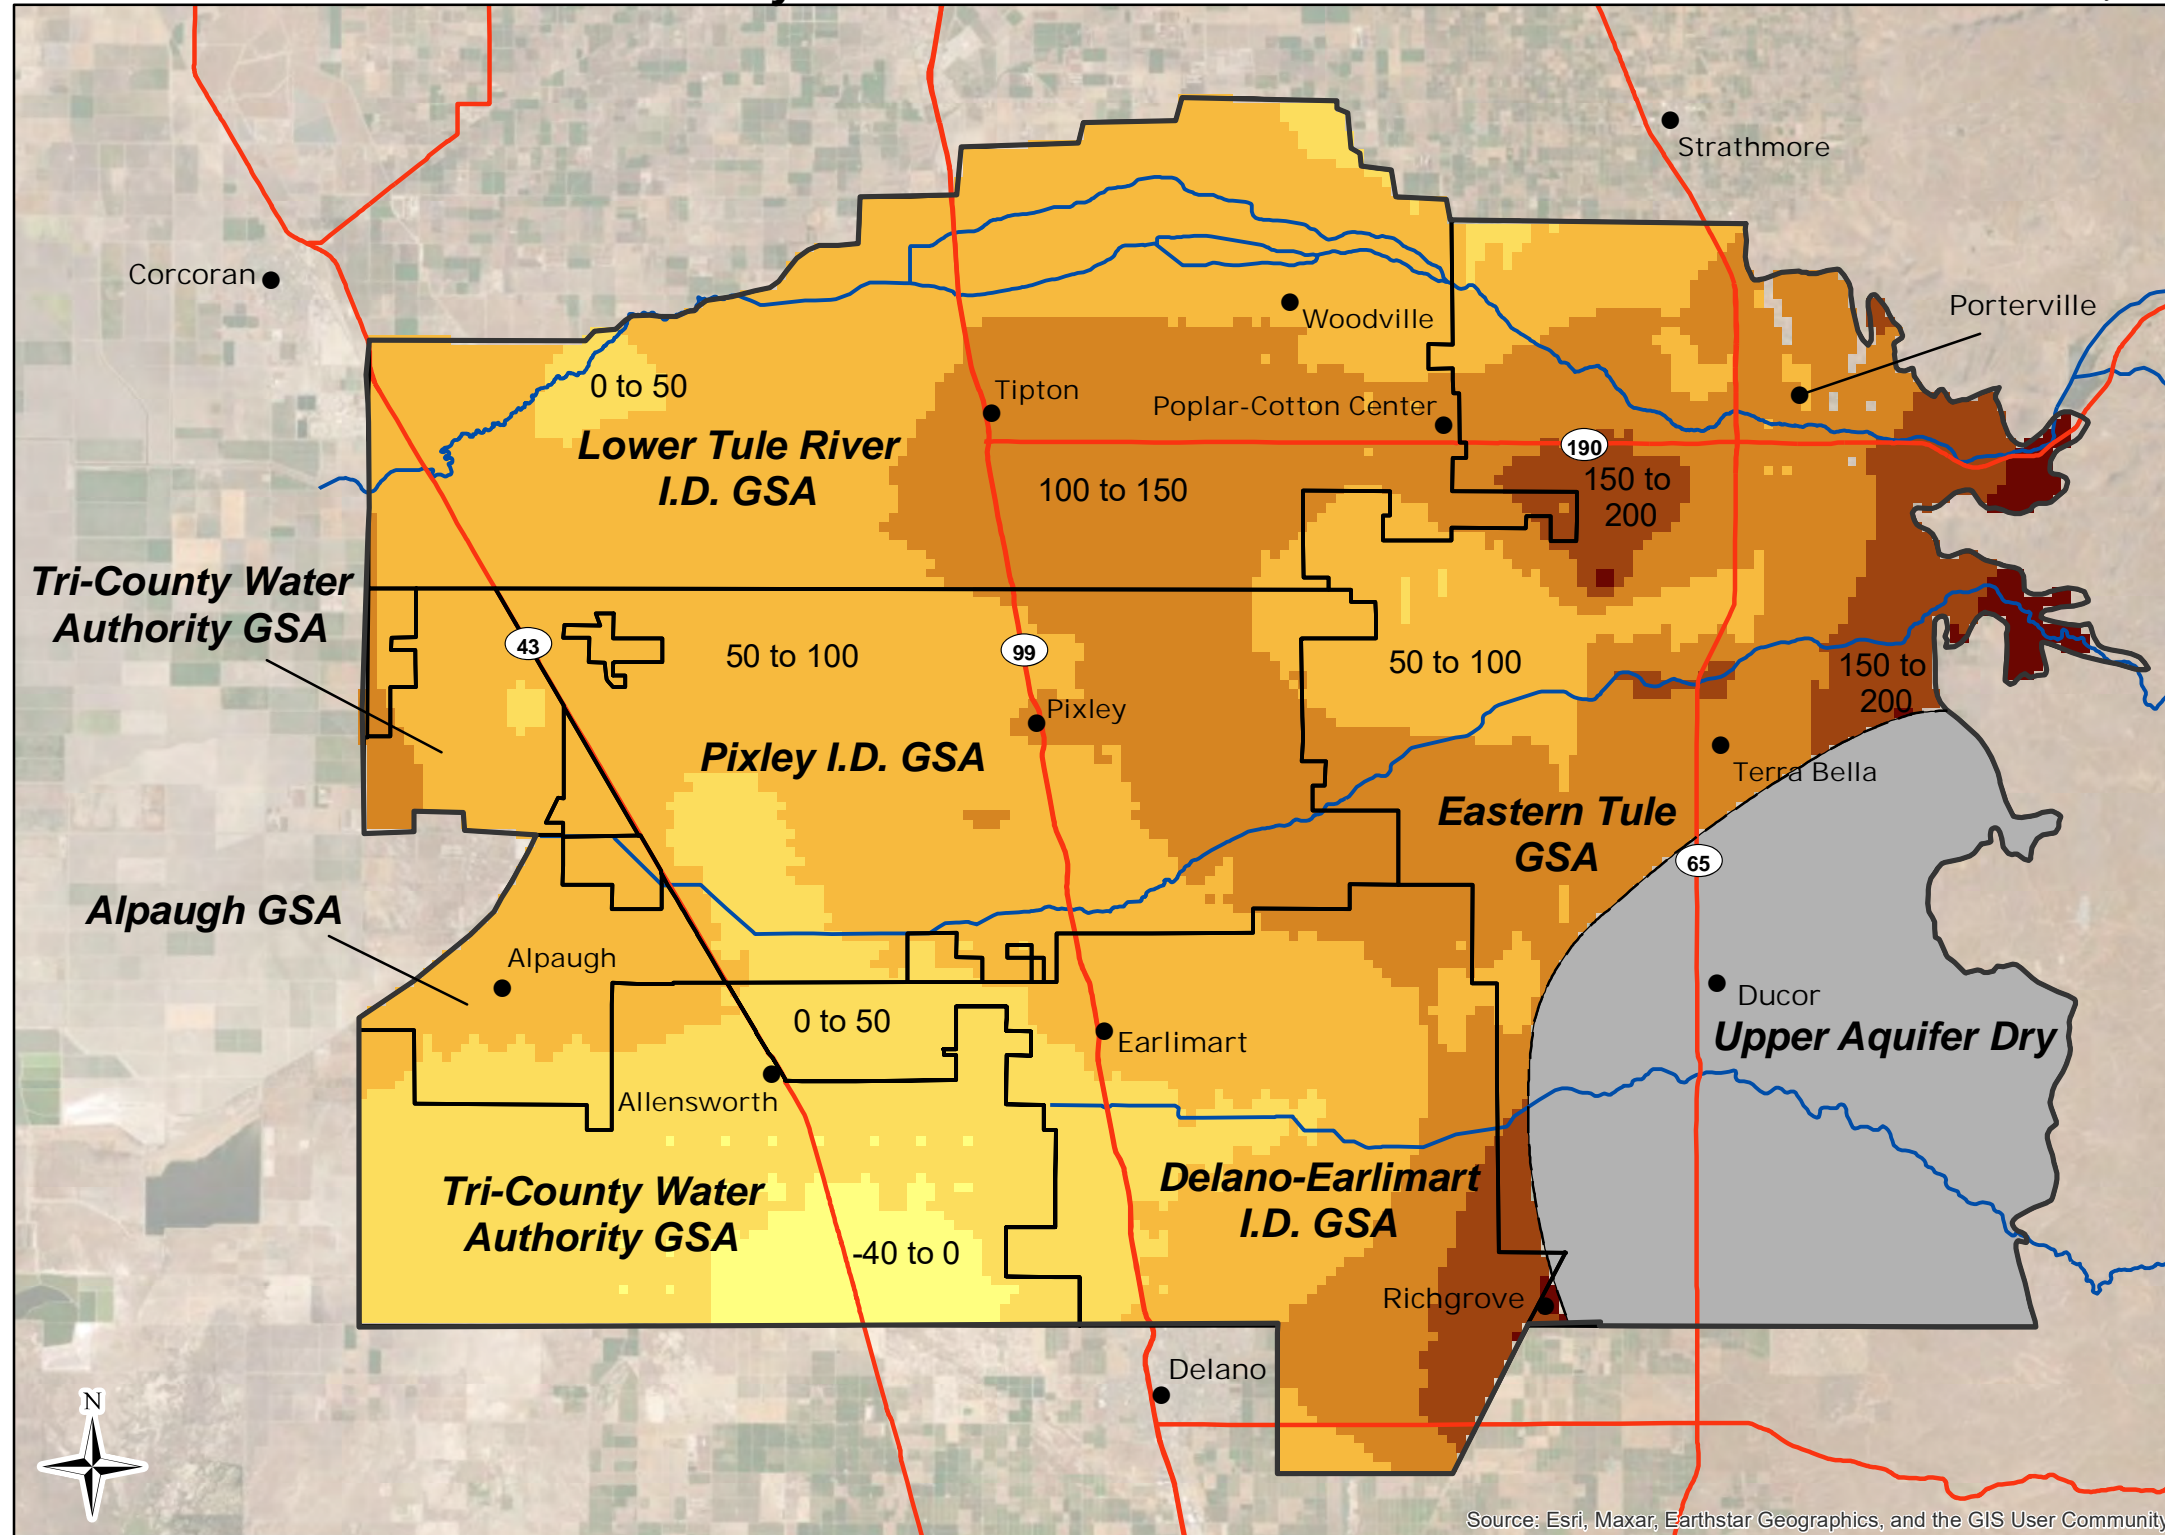 Strathmore
Corcoran
Porterville
Woodville
0 to 50
Tipton
Poplar-Cotton Center
Lower Tule River
I.D. GSA
190
100 to 150
150 to
200
Tri-County Water
Authority GSA
43
50 to 100
99
50 to 100
150 to
200
Pixley
Pixley I.D. GSA
Terra Bella
Eastern Tule
GSA
65
Alpaugh GSA
Alpaugh
Ducor
0 to 50
Earlimart
Upper Aquifer Dry
Allensworth
Tri-County Water
Authority GSA
Delano-Earlimart
I.D. GSA
-40 to 0
Richgrove
Delano
N
Source: Esri, Maxar, Earthstar Geographics, and the GIS User Community